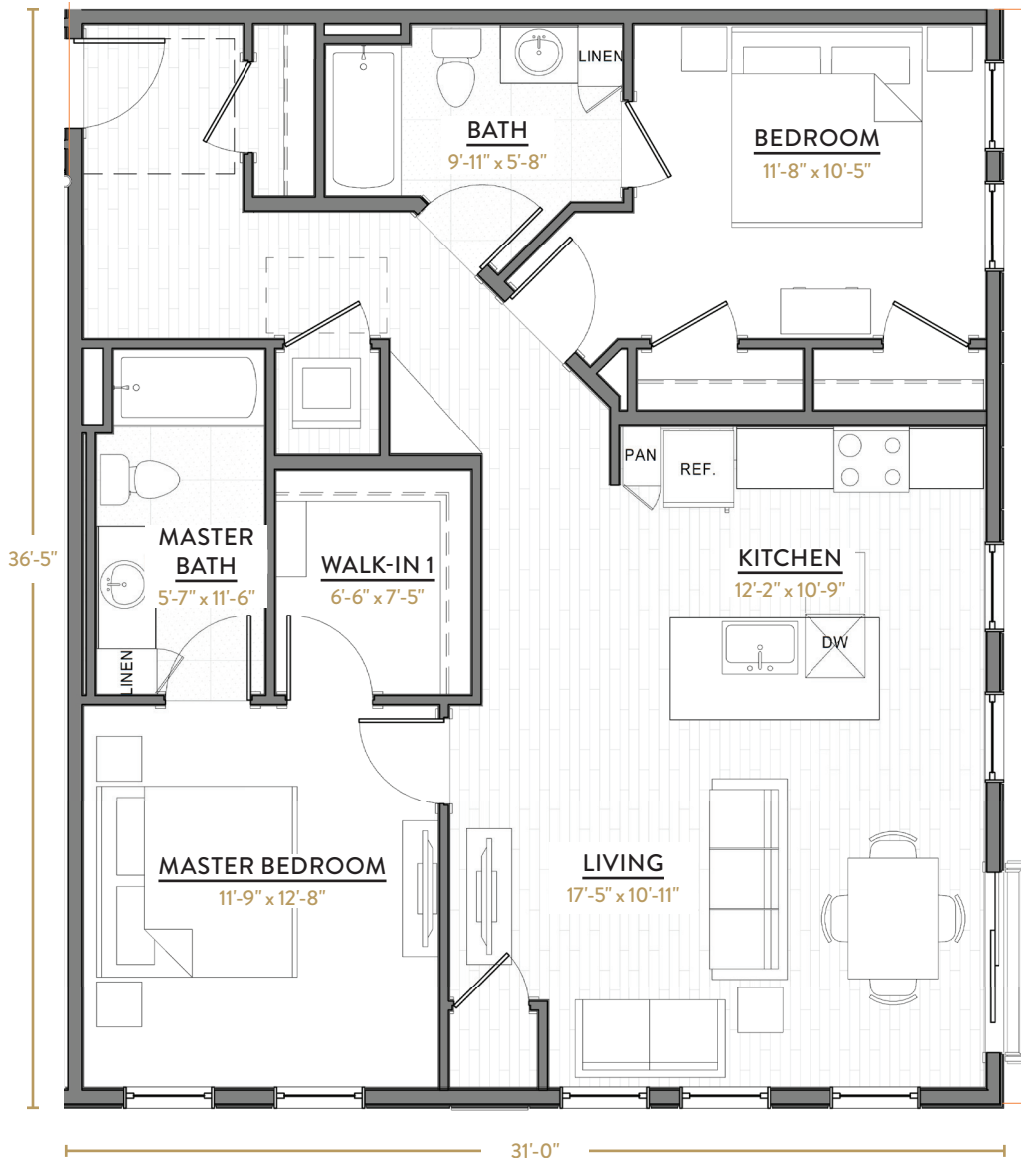 LINEN
BATH
9'-11" x 5'-8"
BEDROOM
11'-8" x 10'-5"
PAN
REF.
36'-5"
MASTER
BATH
5'-7" x 11'-6"
WALK-IN 1
6'-6" x 7'-5"
KITCHEN
12'-2" x 10'-9"
DW
LINEN
MASTER BEDROOM
11'-9" x 12'-8"
LIVING
17'-5" x 10'-11"
31'-0"